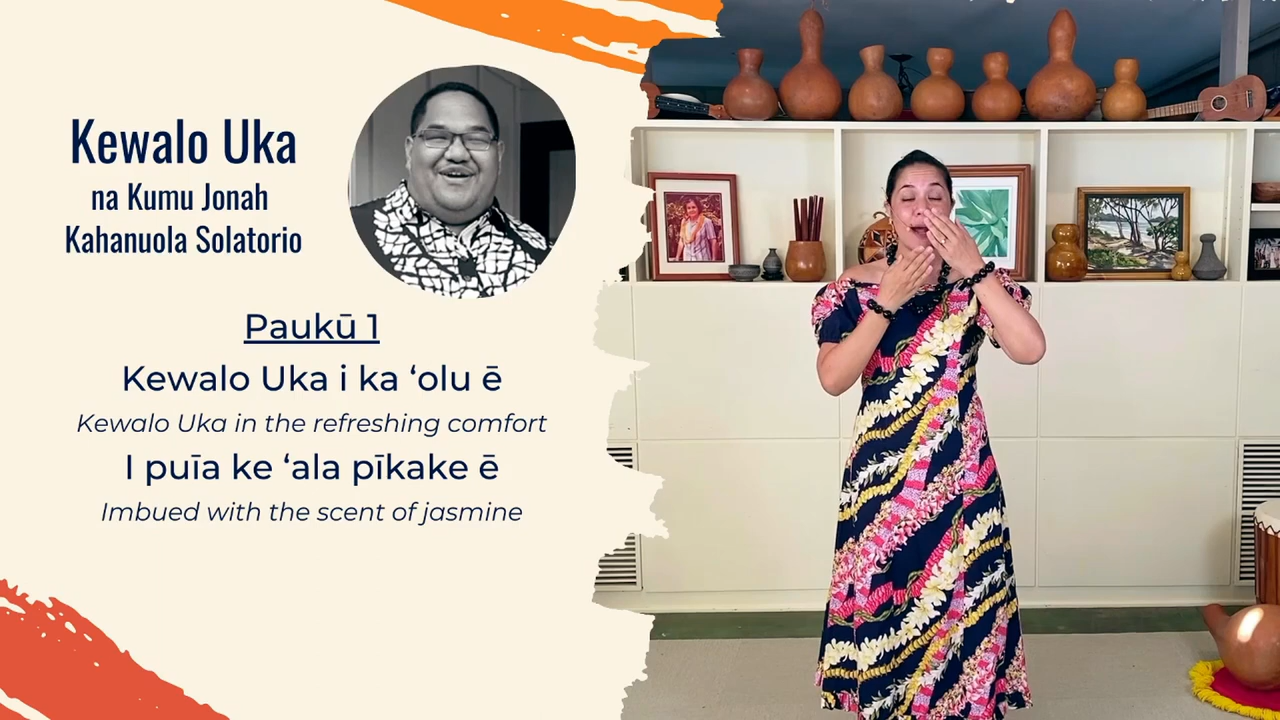 Kewalo Uka
na Kumu Jonah
Kahanuola Solatorio
Paukū 1
Kewalo Uka i ka ʻolu ē
Kewalo Uka in the refreshing comfort
I puīa ke ʻala pīkake ē
Imbued with the scent of jasmine